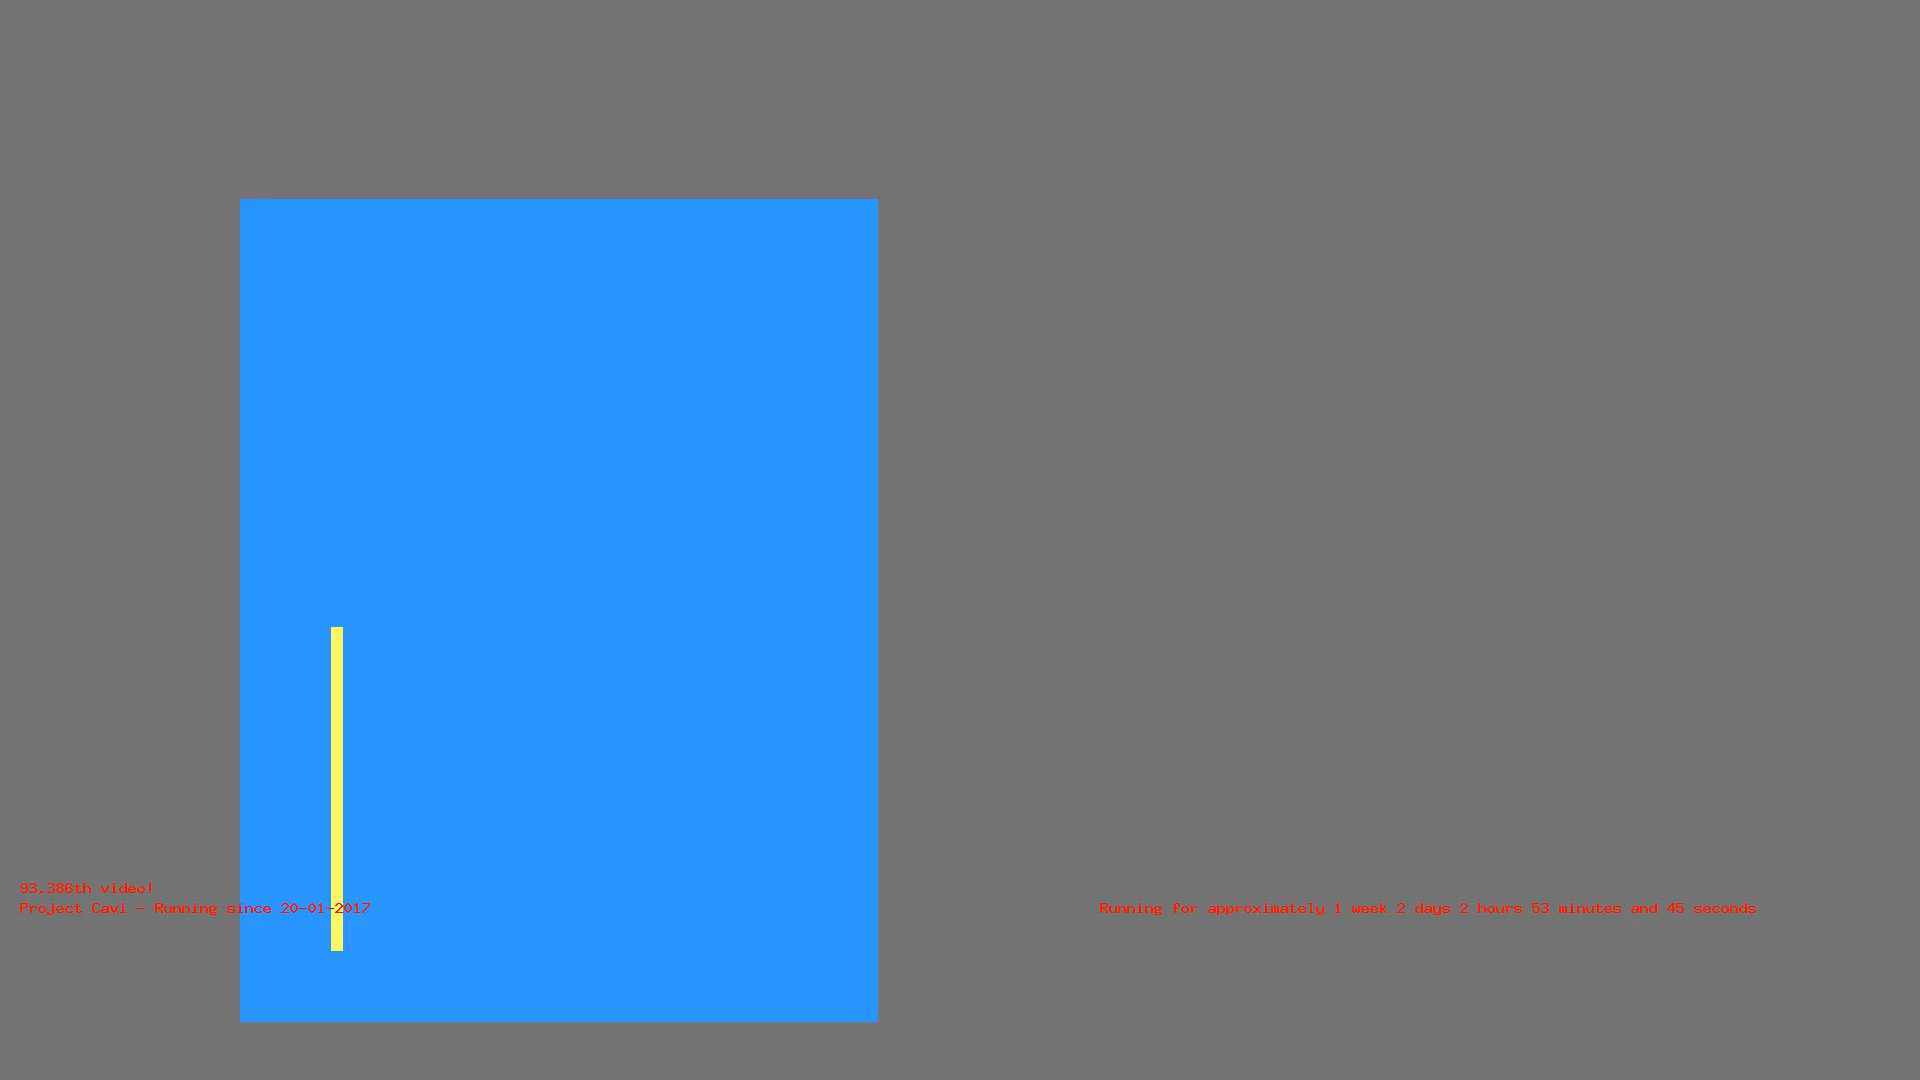 93,386th video!
Project Cavi - Running since 20-01-2017
Running for approximately 1 week 2 days 2 hours 53 minutes and 45 seconds